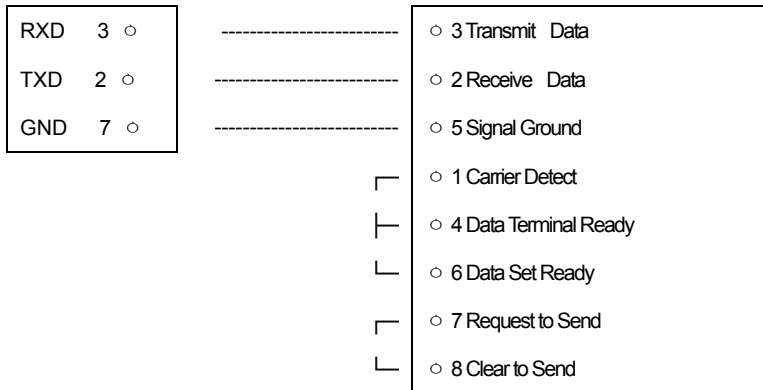 RXD 3 3 Transmit Data
TXD 2 2 Receive Data
GND 7 5 Signal Ground
1 Carrier Detect
4 Data Terminal Ready
6 Data Set Ready
7 Request to Send
8 Clear to Send